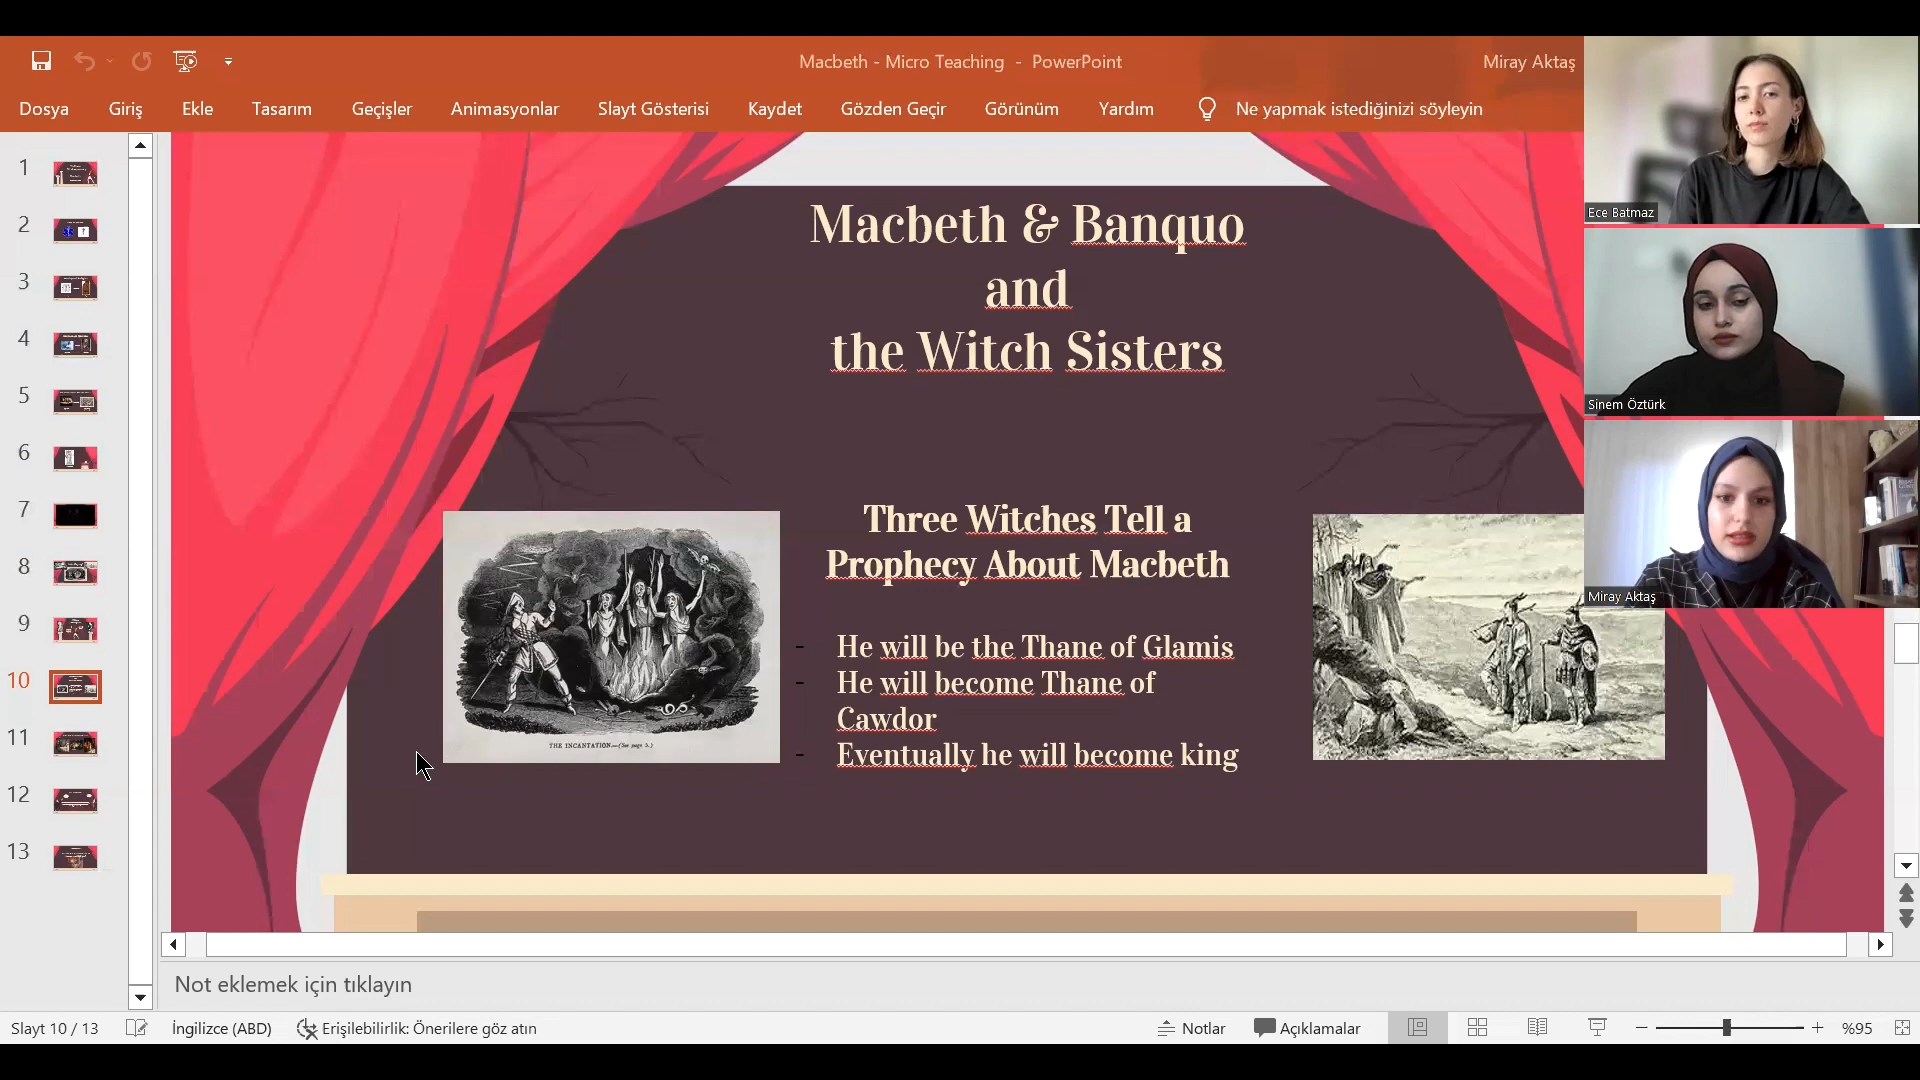 Macbeth - Micro Teaching - PowerPoint
Miray Aktaş
Dosya Giriş Ekle Tasarım Geçişler Animasyonlar Slayt Gösterisi Kaydet Gözden Geçir Görünüm Yardım Ne yapmak istediğinizi söyleyin
Ece Batmaz
Sinem Öztürk
Miray Aktaş
1
2
3
4
5
6
7
8
9
10
11
12
13
Macbeth & Banquo
and
the Witch Sisters
Three Witches Tell a
Prophecy About Macbeth
- He will be the Thane of Glamis
- He will become Thane of
Cawdor
- Eventually he will become king
THE INCANTATION.—(See page 5.)
Not eklemek için tıklayın
Slayt 10 / 13 İngilizce (ABD) Erişilebilirlik: Önerilere göz atın Notlar Açıklamalar %95